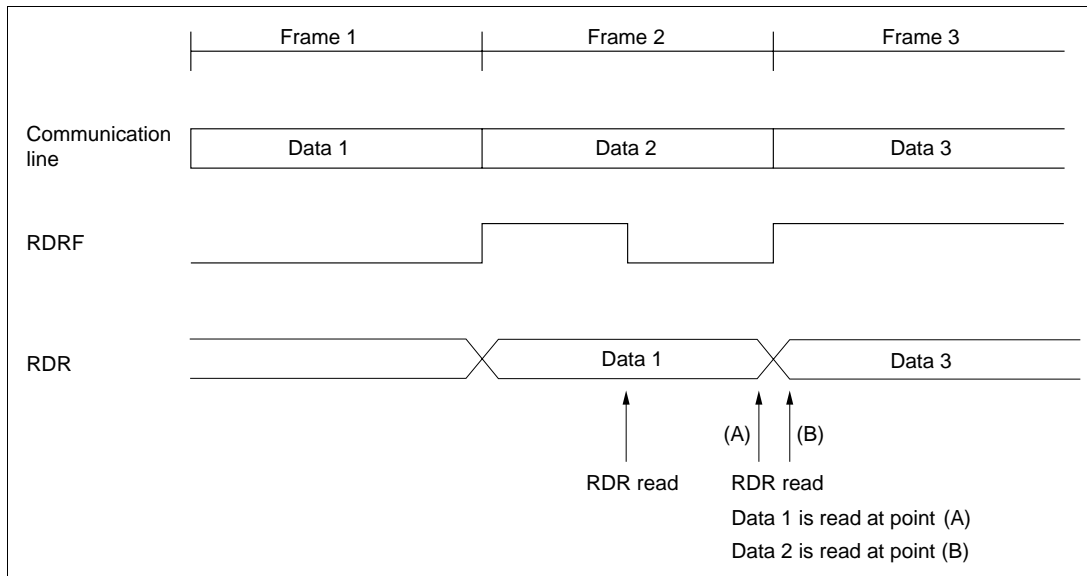 Frame 1 Frame 2 Frame 3
Communication
line
Data 1 Data 2 Data 3
RDRF
RDR
Data 1 Data 3
(A) (B)
RDR read RDR read
Data 1 is read at point (A)
Data 2 is read at point (B)